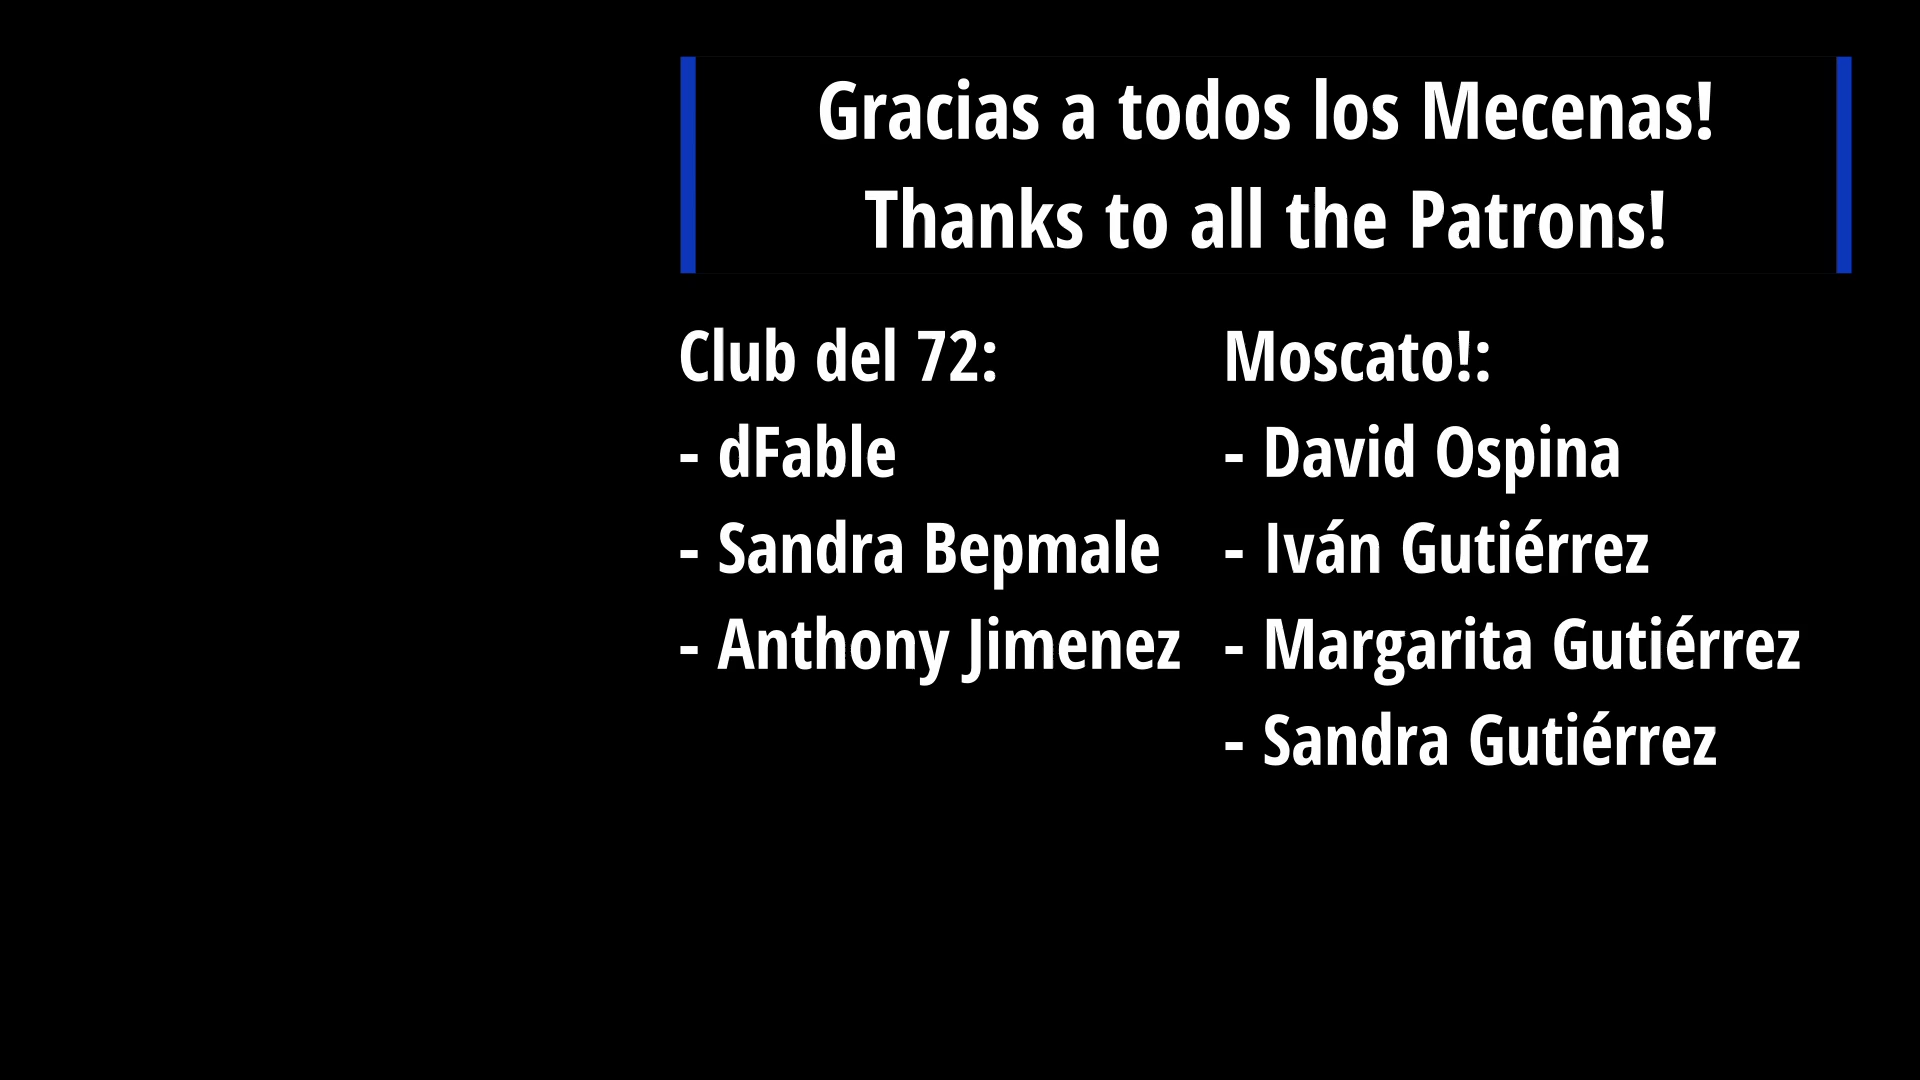 Gracias a todos los Mecenas!
Thanks to all the Patrons!
Club del 72:
- dFable
- Sandra Bepmale
- Anthony Jimenez
Moscato!:
- David Ospina
- Iván Gutiérrez
- Margarita Gutiérrez
- Sandra Gutiérrez